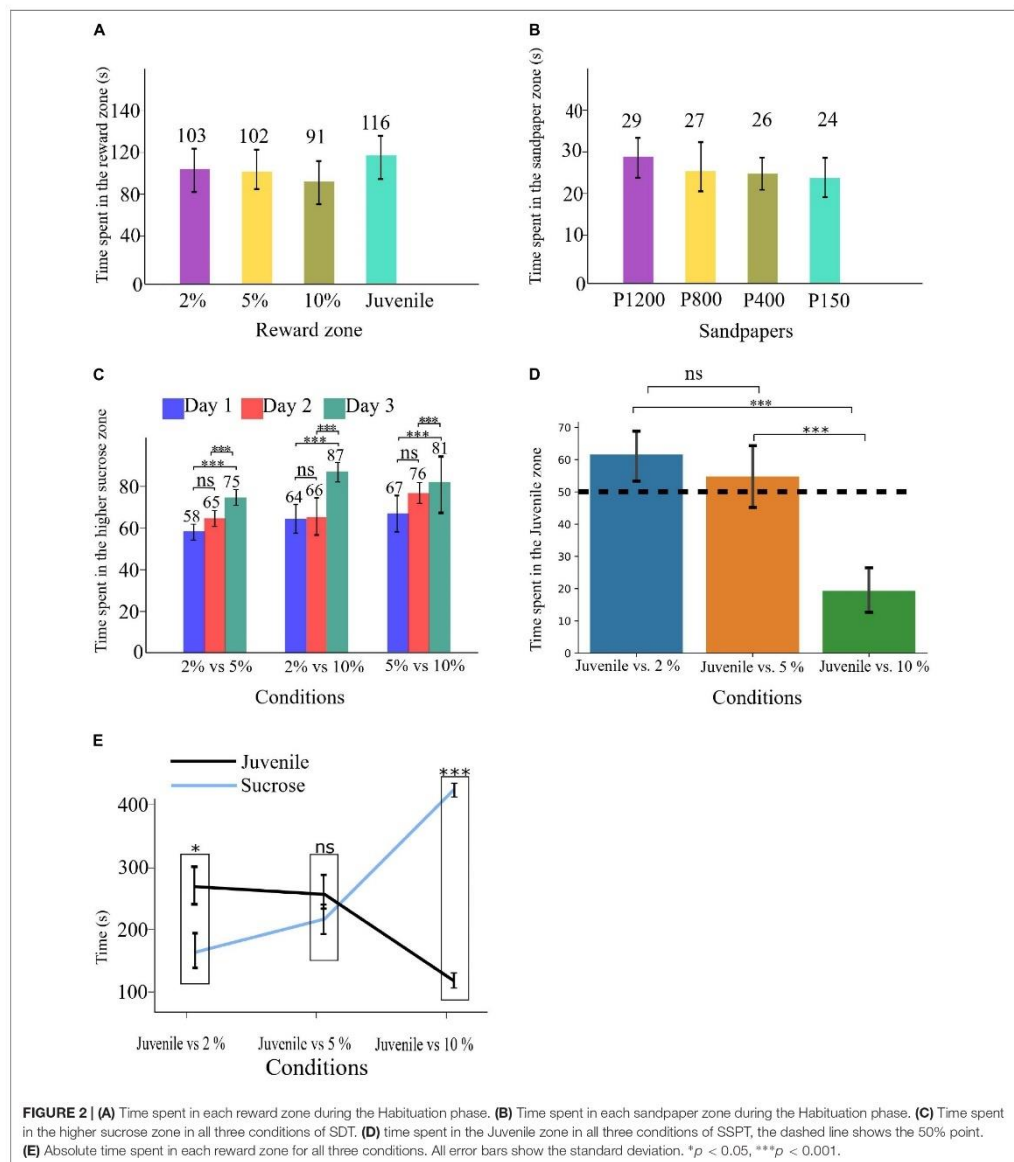 A
Time spent in the reward zone (s)
140
120
80
40
0
103
102
91
116
2%
5%
10%
Juvenile
Reward zone
B
Time spent in the sandpaper zone (s)
40
30
20
10
0
29
27
26
24
P1200
P800
P400
P150
Sandpapers
C
Time spent in the higher sucrose zone
Day 1
Day 2
Day 3
80
60
40
20
0
***
***
ns
58
65
75
***
***
ns
64
66
87
***
***
ns
67
76
81
2% vs 5%
2% vs 10%
5% vs 10%
Conditions
D
Time spent in the Juvenile zone
ns
***
***
70
60
50
40
30
20
10
0
Juvenile vs. 2 %
Juvenile vs. 5 %
Juvenile vs. 10 %
Conditions
E
Juvenile
Sucrose
Time (s)
400
300
200
100
*
ns
***
Juvenile vs 2 %
Juvenile vs 5 %
Juvenile vs 10 %
Conditions
FIGURE 2 | (A) Time spent in each reward zone during the Habituation phase. (B) Time spent in each sandpaper zone during the Habituation phase. (C) Time spent
in the higher sucrose zone in all three conditions of SDT. (D) time spent in the Juvenile zone in all three conditions of SSPT, the dashed line shows the 50% point.
(E) Absolute time spent in each reward zone for all three conditions. All error bars show the standard deviation. *p < 0.05, ***p < 0.001.